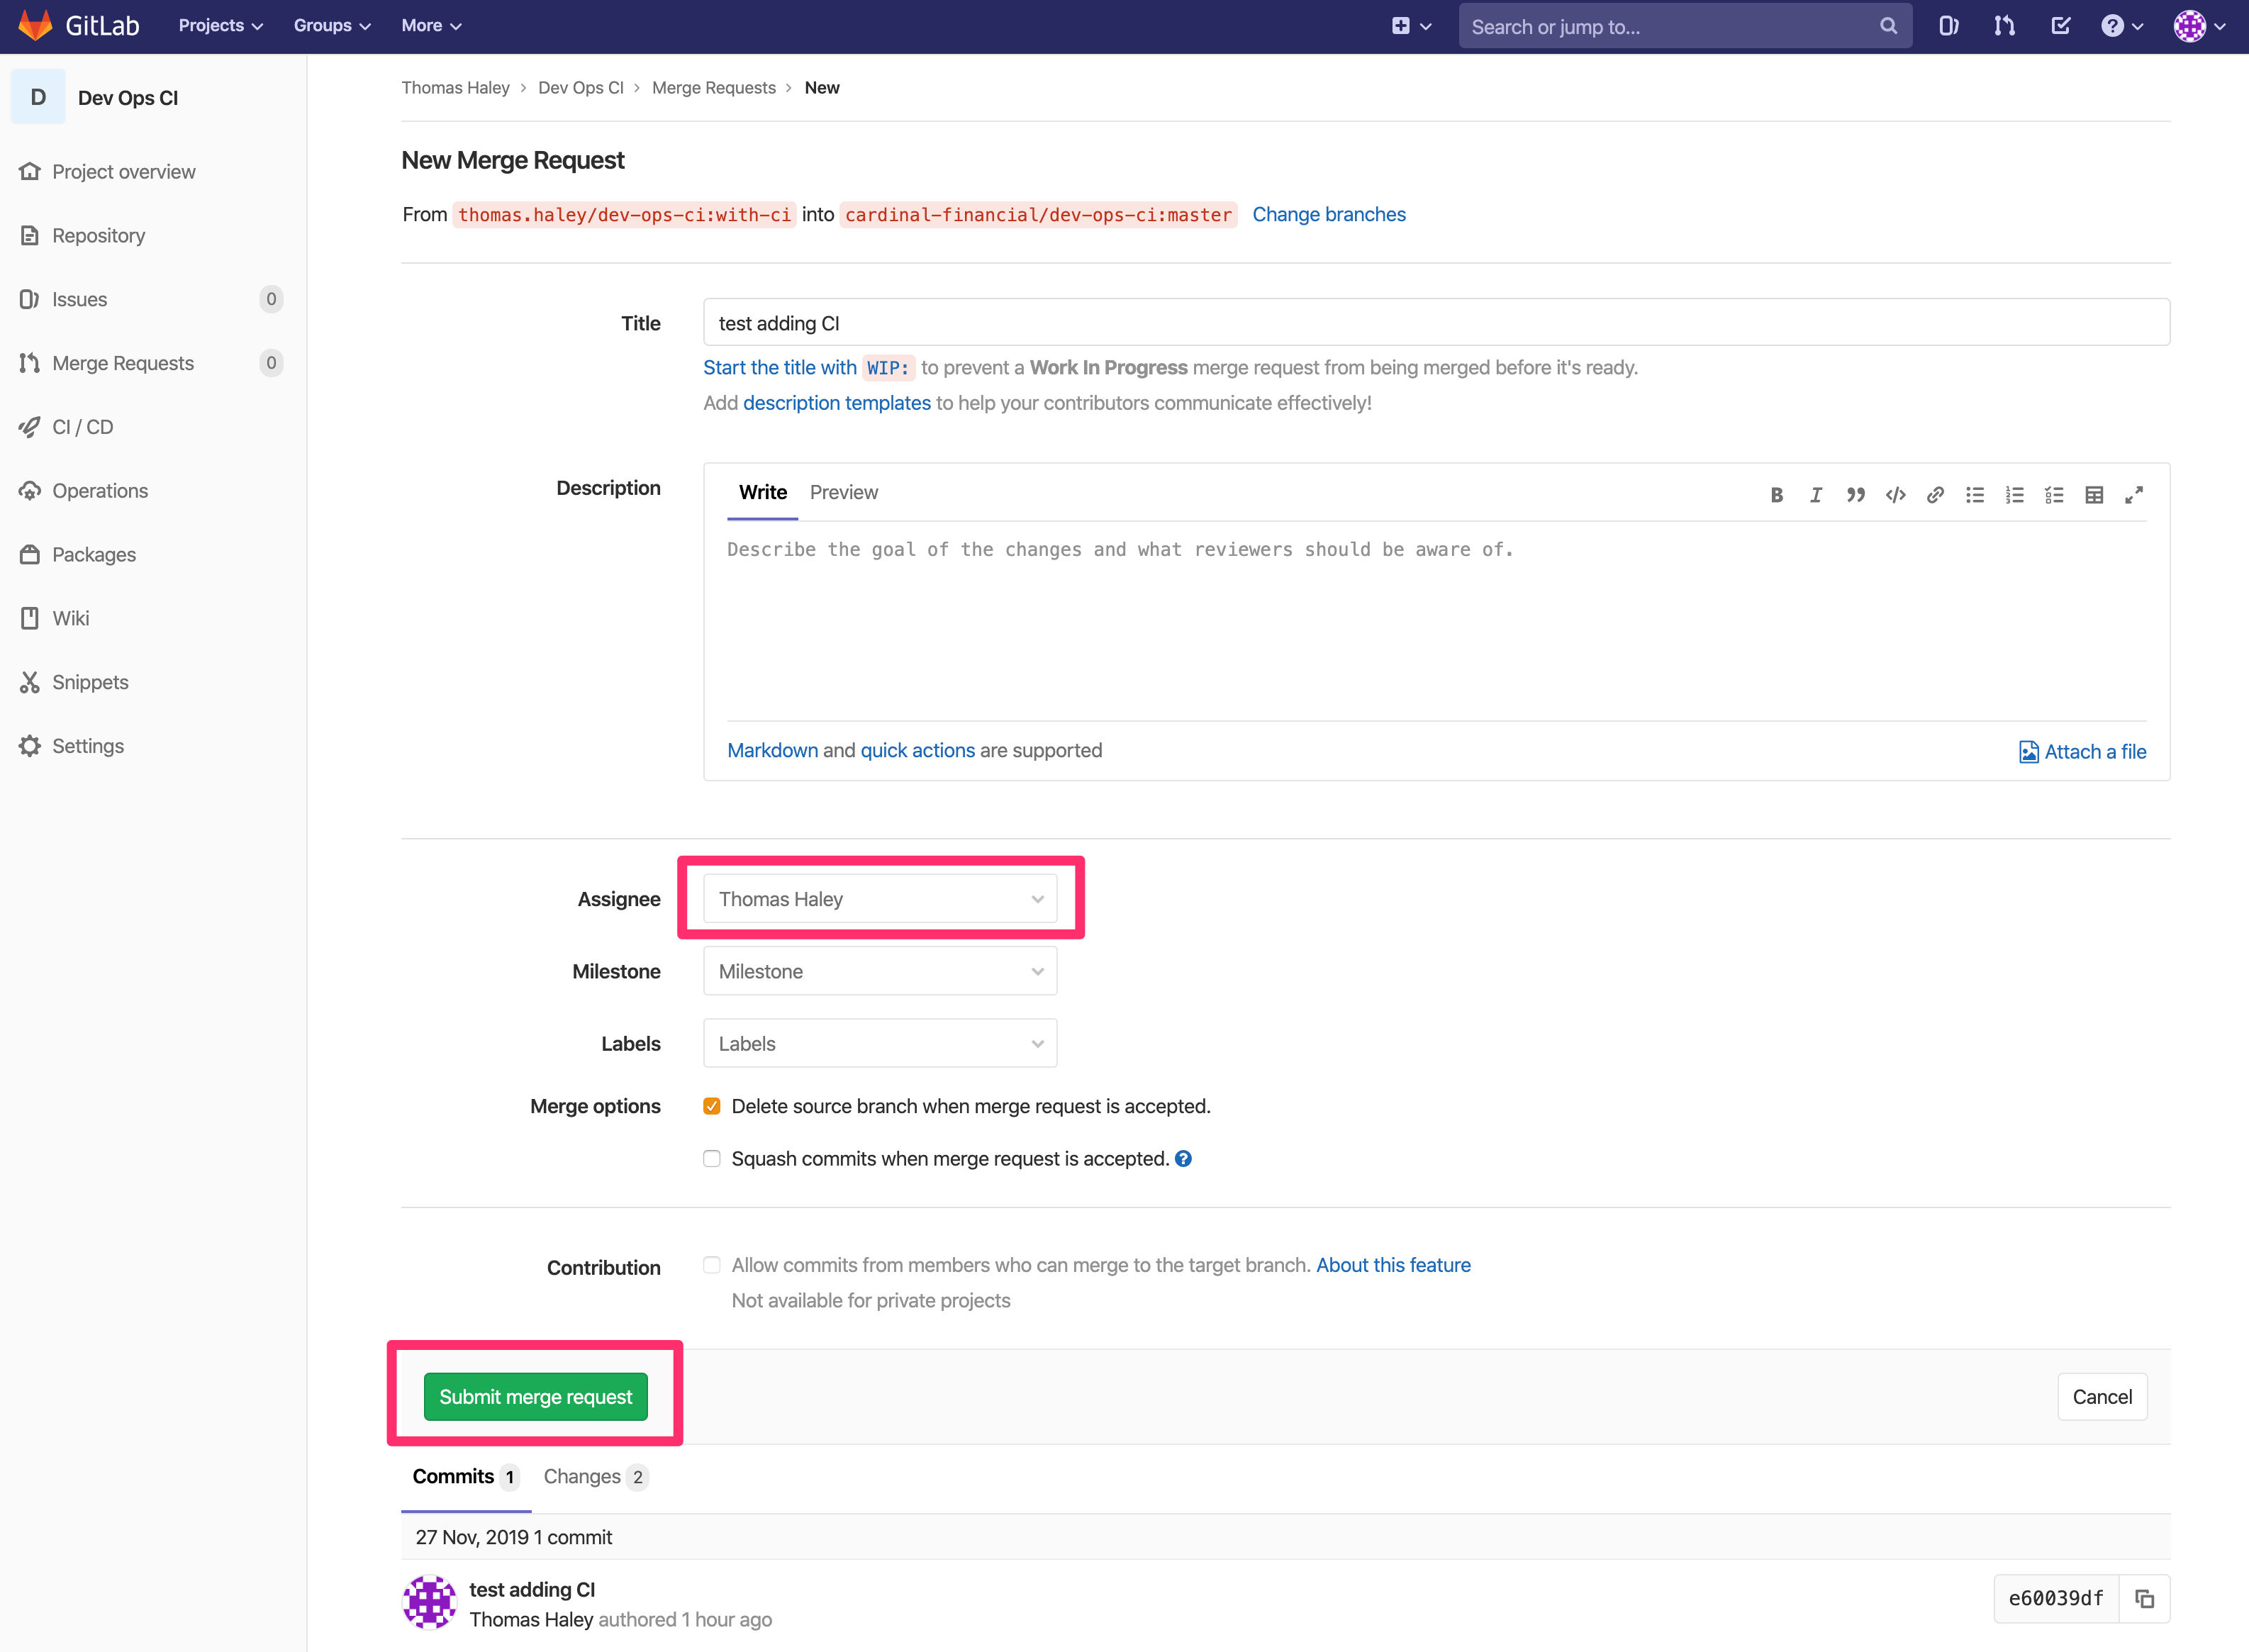 GitLab
Projects
Groups
More
Search or jump to...
D
Dev Ops CI
Project overview
Repository
Issues 0
Merge Requests 0
CI / CD
Operations
Packages
Wiki
Snippets
Settings
Thomas Haley › Dev Ops CI › Merge Requests › New
New Merge Request
From thomas.haley/dev-ops-ci:with-ci into cardinal-financial/dev-ops-ci:master Change branches
Title
test adding CI
Start the title with WIP: to prevent a Work In Progress merge request from being merged before it's ready.
Add description templates to help your contributors communicate effectively!
Description
Write Preview
Describe the goal of the changes and what reviewers should be aware of.
Markdown and quick actions are supported
Attach a file
Assignee
Thomas Haley
Milestone
Milestone
Labels
Labels
Merge options
Delete source branch when merge request is accepted.
Squash commits when merge request is accepted.
Contribution
Allow commits from members who can merge to the target branch. About this feature
Not available for private projects
Submit merge request
Cancel
Commits 1 Changes 2
27 Nov, 2019 1 commit
test adding CI
Thomas Haley authored 1 hour ago
e60039df